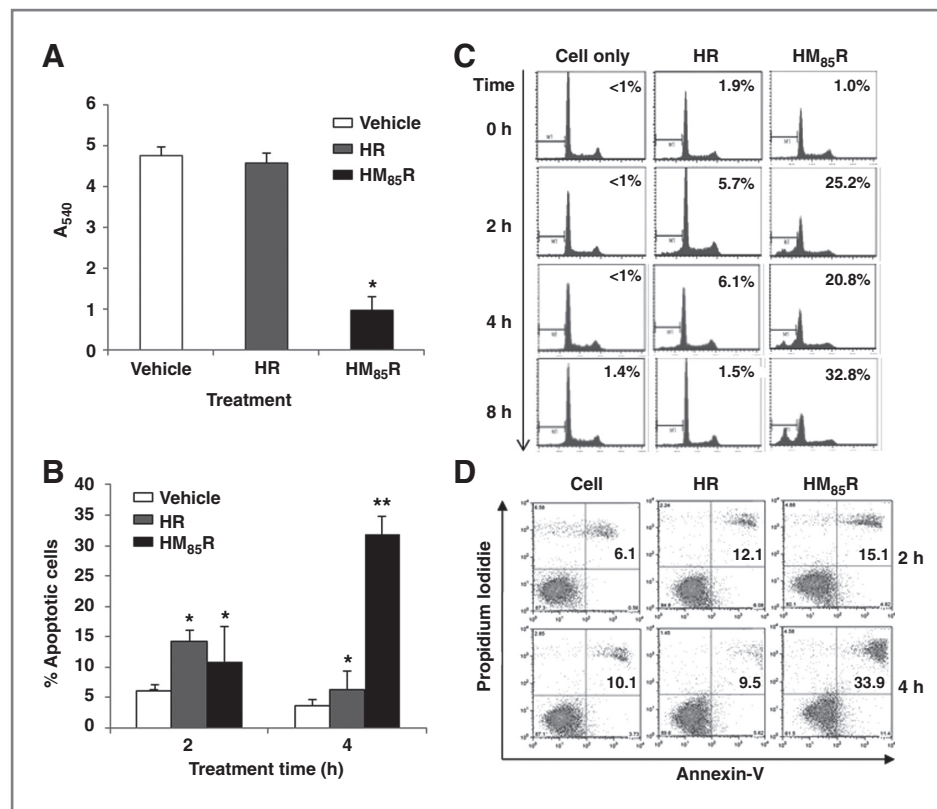 A
A540
6
5
4
3
2
1
0
Vehicle
HR
HM85R
*
Vehicle HR HM85R
Treatment
B
% Apoptotic cells
40
35
30
25
20
15
10
5
0
Vehicle
HR
HM85R
* * * **
2 4
Treatment time (h)
C
Cell only HR HM85R
Time
0 h <1% 1.9% 1.0%
2 h <1% 5.7% 25.2%
4 h <1% 6.1% 20.8%
8 h 1.4% 1.5% 32.8%
D
Cell HR HM85R
Propidium Iodidie
6.1 12.1 15.1 2 h
10.1 9.5 33.9 4 h
Annexin-V